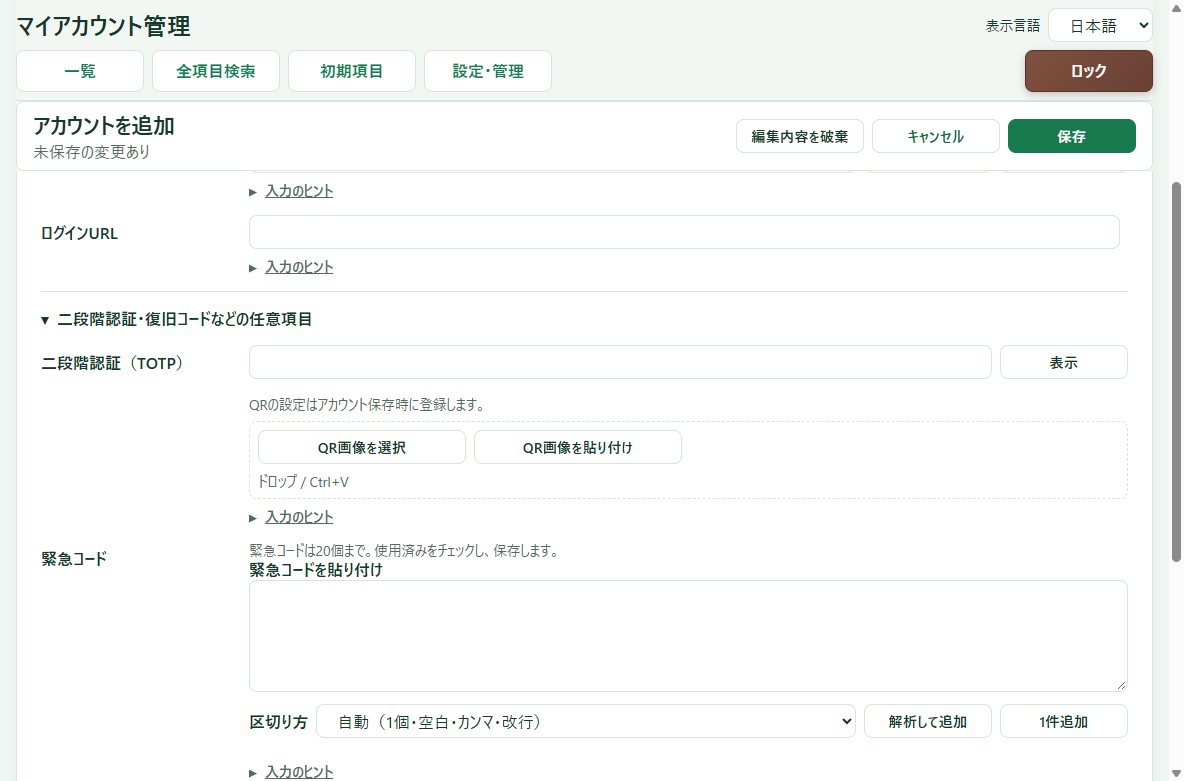 マイアカウント管理
表示言語 日本語
一覧 全項目検索 初期項目 設定・管理 ロック
アカウントを追加
未保存の変更あり
編集内容を破棄 キャンセル 保存
▶ 入力のヒント
ログインURL
▶ 入力のヒント
▼ 二段階認証・復旧コードなどの任意項目
二段階認証（TOTP） 表示
QRの設定はアカウント保存時に登録します。
QR画像を選択 QR画像を貼り付け
ドロップ / Ctrl+V
▶ 入力のヒント
緊急コード
緊急コードは20個まで。使用済みをチェックし、保存します。
緊急コードを貼り付け
区切り方 自動（1個・空白・カンマ・改行） 解析して追加 1件追加
▶ 入力のヒント